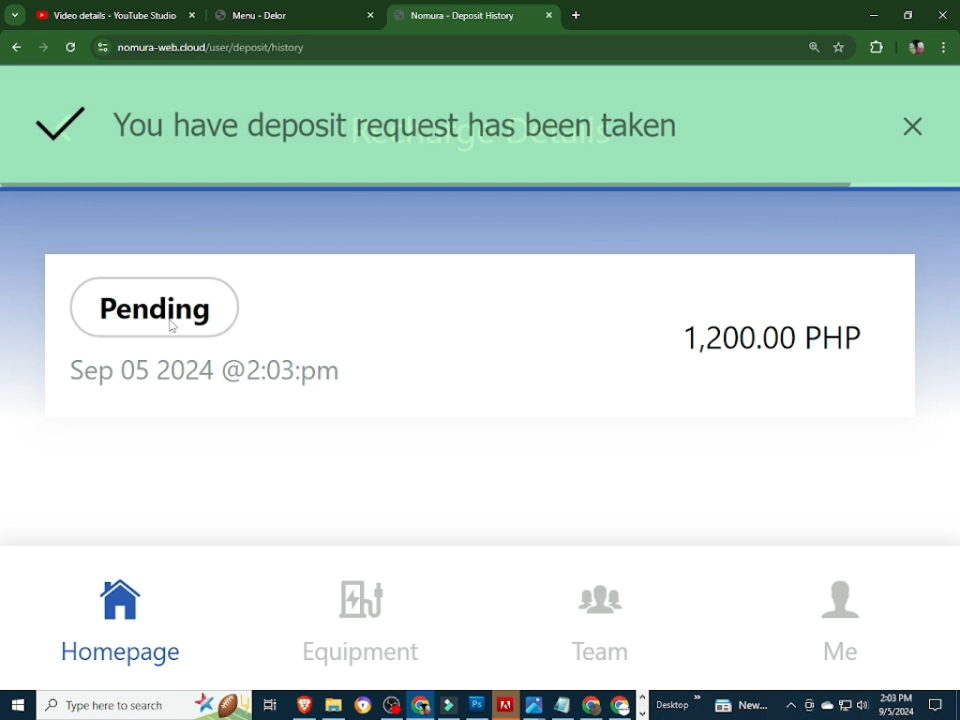 Video details - YouTube Studio
Menu - Delor
Nomura - Deposit History
nomura-web.cloud/user/deposit/history
You have deposit request has been taken
Recharge Details
Pending
1,200.00 PHP
Sep 05 2024 @2:03:pm
Homepage
Equipment
Team
Me
Type here to search
Desktop
New...
2:03 PM
9/5/2024